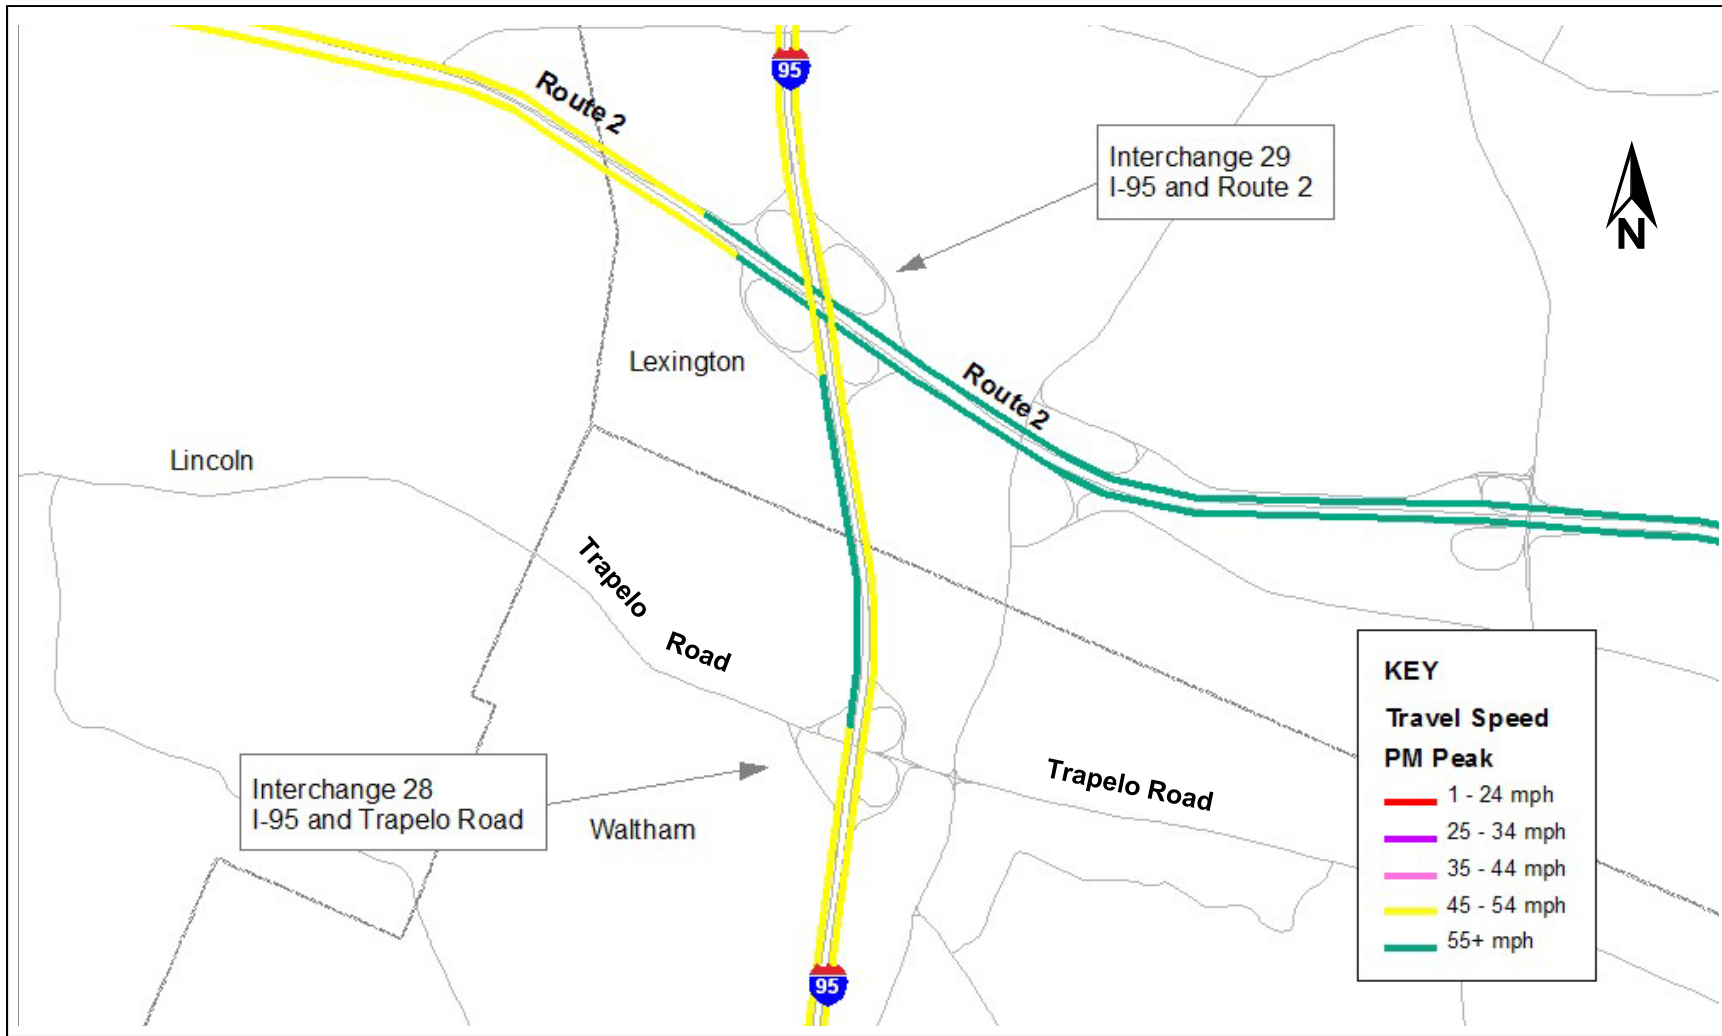 95
Route 2
Interchange 29
I-95 and Route 2
N
Lexington
Route 2
Lincoln
Trapelo
Road
KEY
Travel Speed
PM Peak
1 - 24 mph
25 - 34 mph
35 - 44 mph
45 - 54 mph
55+ mph
Interchange 28
I-95 and Trapelo Road
Trapelo Road
Waltham
95